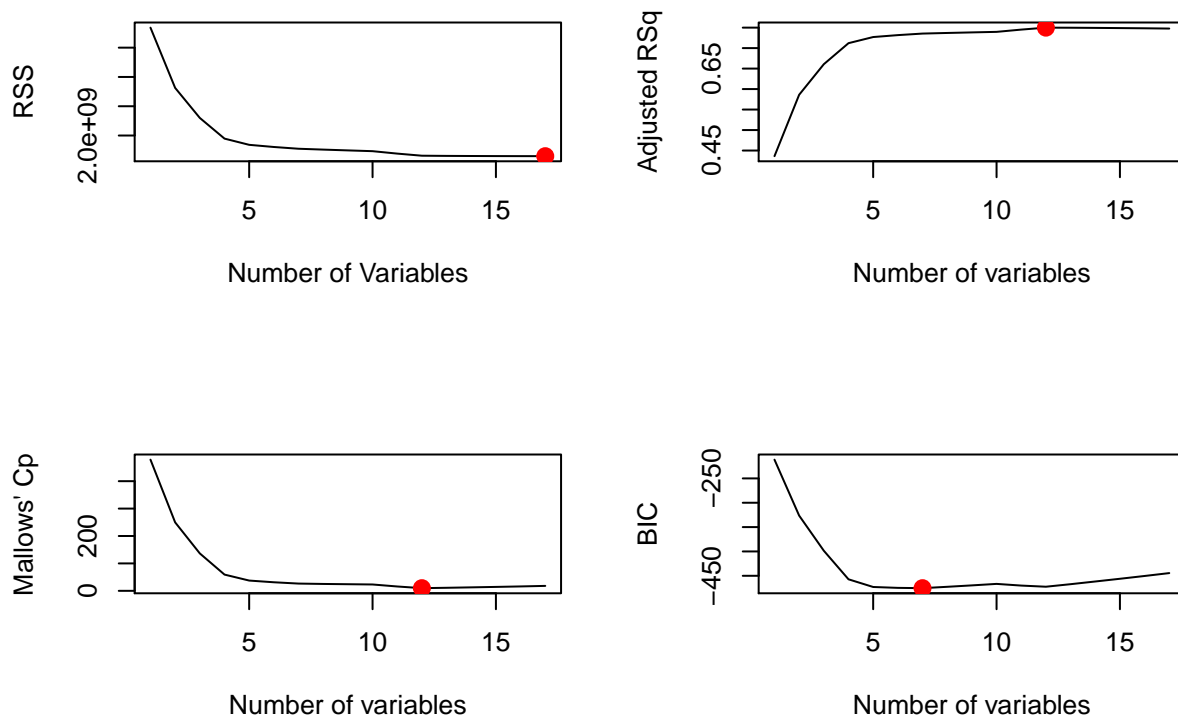 RSS
2.0e+09
5 10 15
Number of Variables
Adjusted RSq
0.45 0.65
5 10 15
Number of variables
Mallows' Cp
0 200
5 10 15
Number of variables
BIC
−450 −250
5 10 15
Number of variables